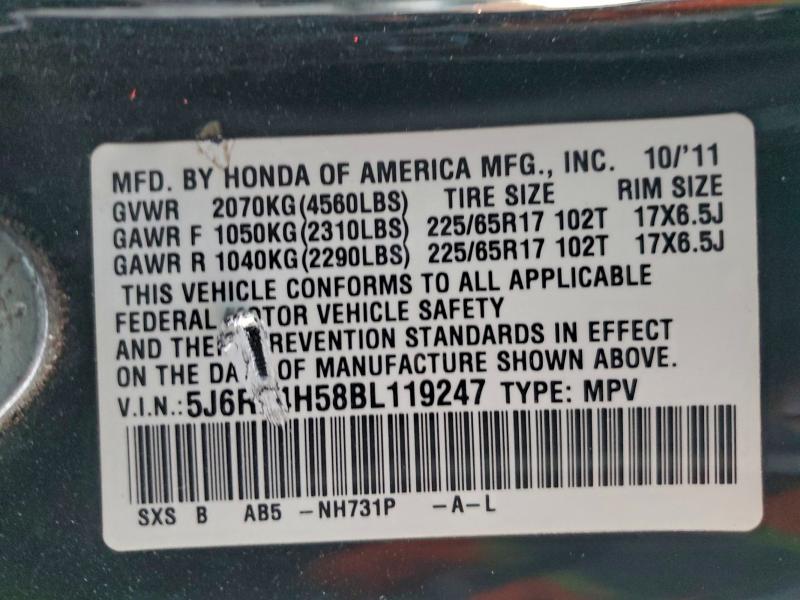 MFD. BY HONDA OF AMERICA MFG., INC. 10/'11
GVWR 2070KG(4560LBS) TIRE SIZE RIM SIZE
GAWR F 1050KG(2310LBS) 225/65R17 102T 17X6.5J
GAWR R 1040KG(2290LBS) 225/65R17 102T 17X6.5J
THIS VEHICLE CONFORMS TO ALL APPLICABLE
FEDERAL VEHICLE SAFETY
AND STANDARDS IN EFFECT
ON THE OF MANUFACTURE SHOWN ABOVE.
V.I.N.: TYPE: MPV
SXS B AB5 -NH731P -A-L